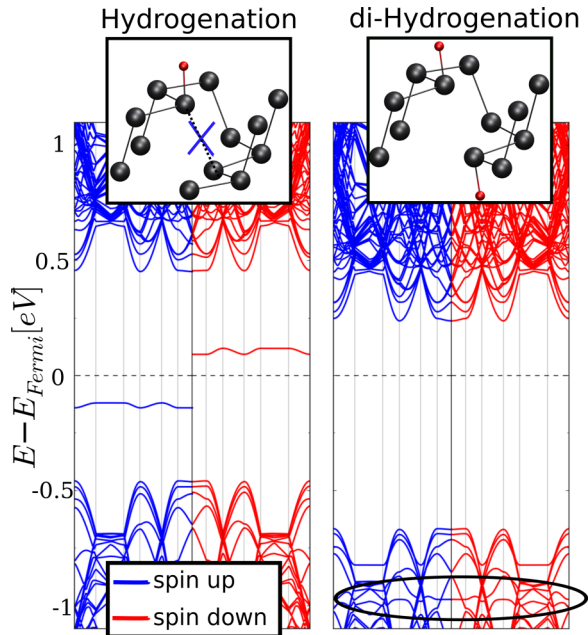 Hydrogenation
di-Hydrogenation
1
0.5
0
-0.5
-1
E−E_Fermi[eV]
spin up
spin down